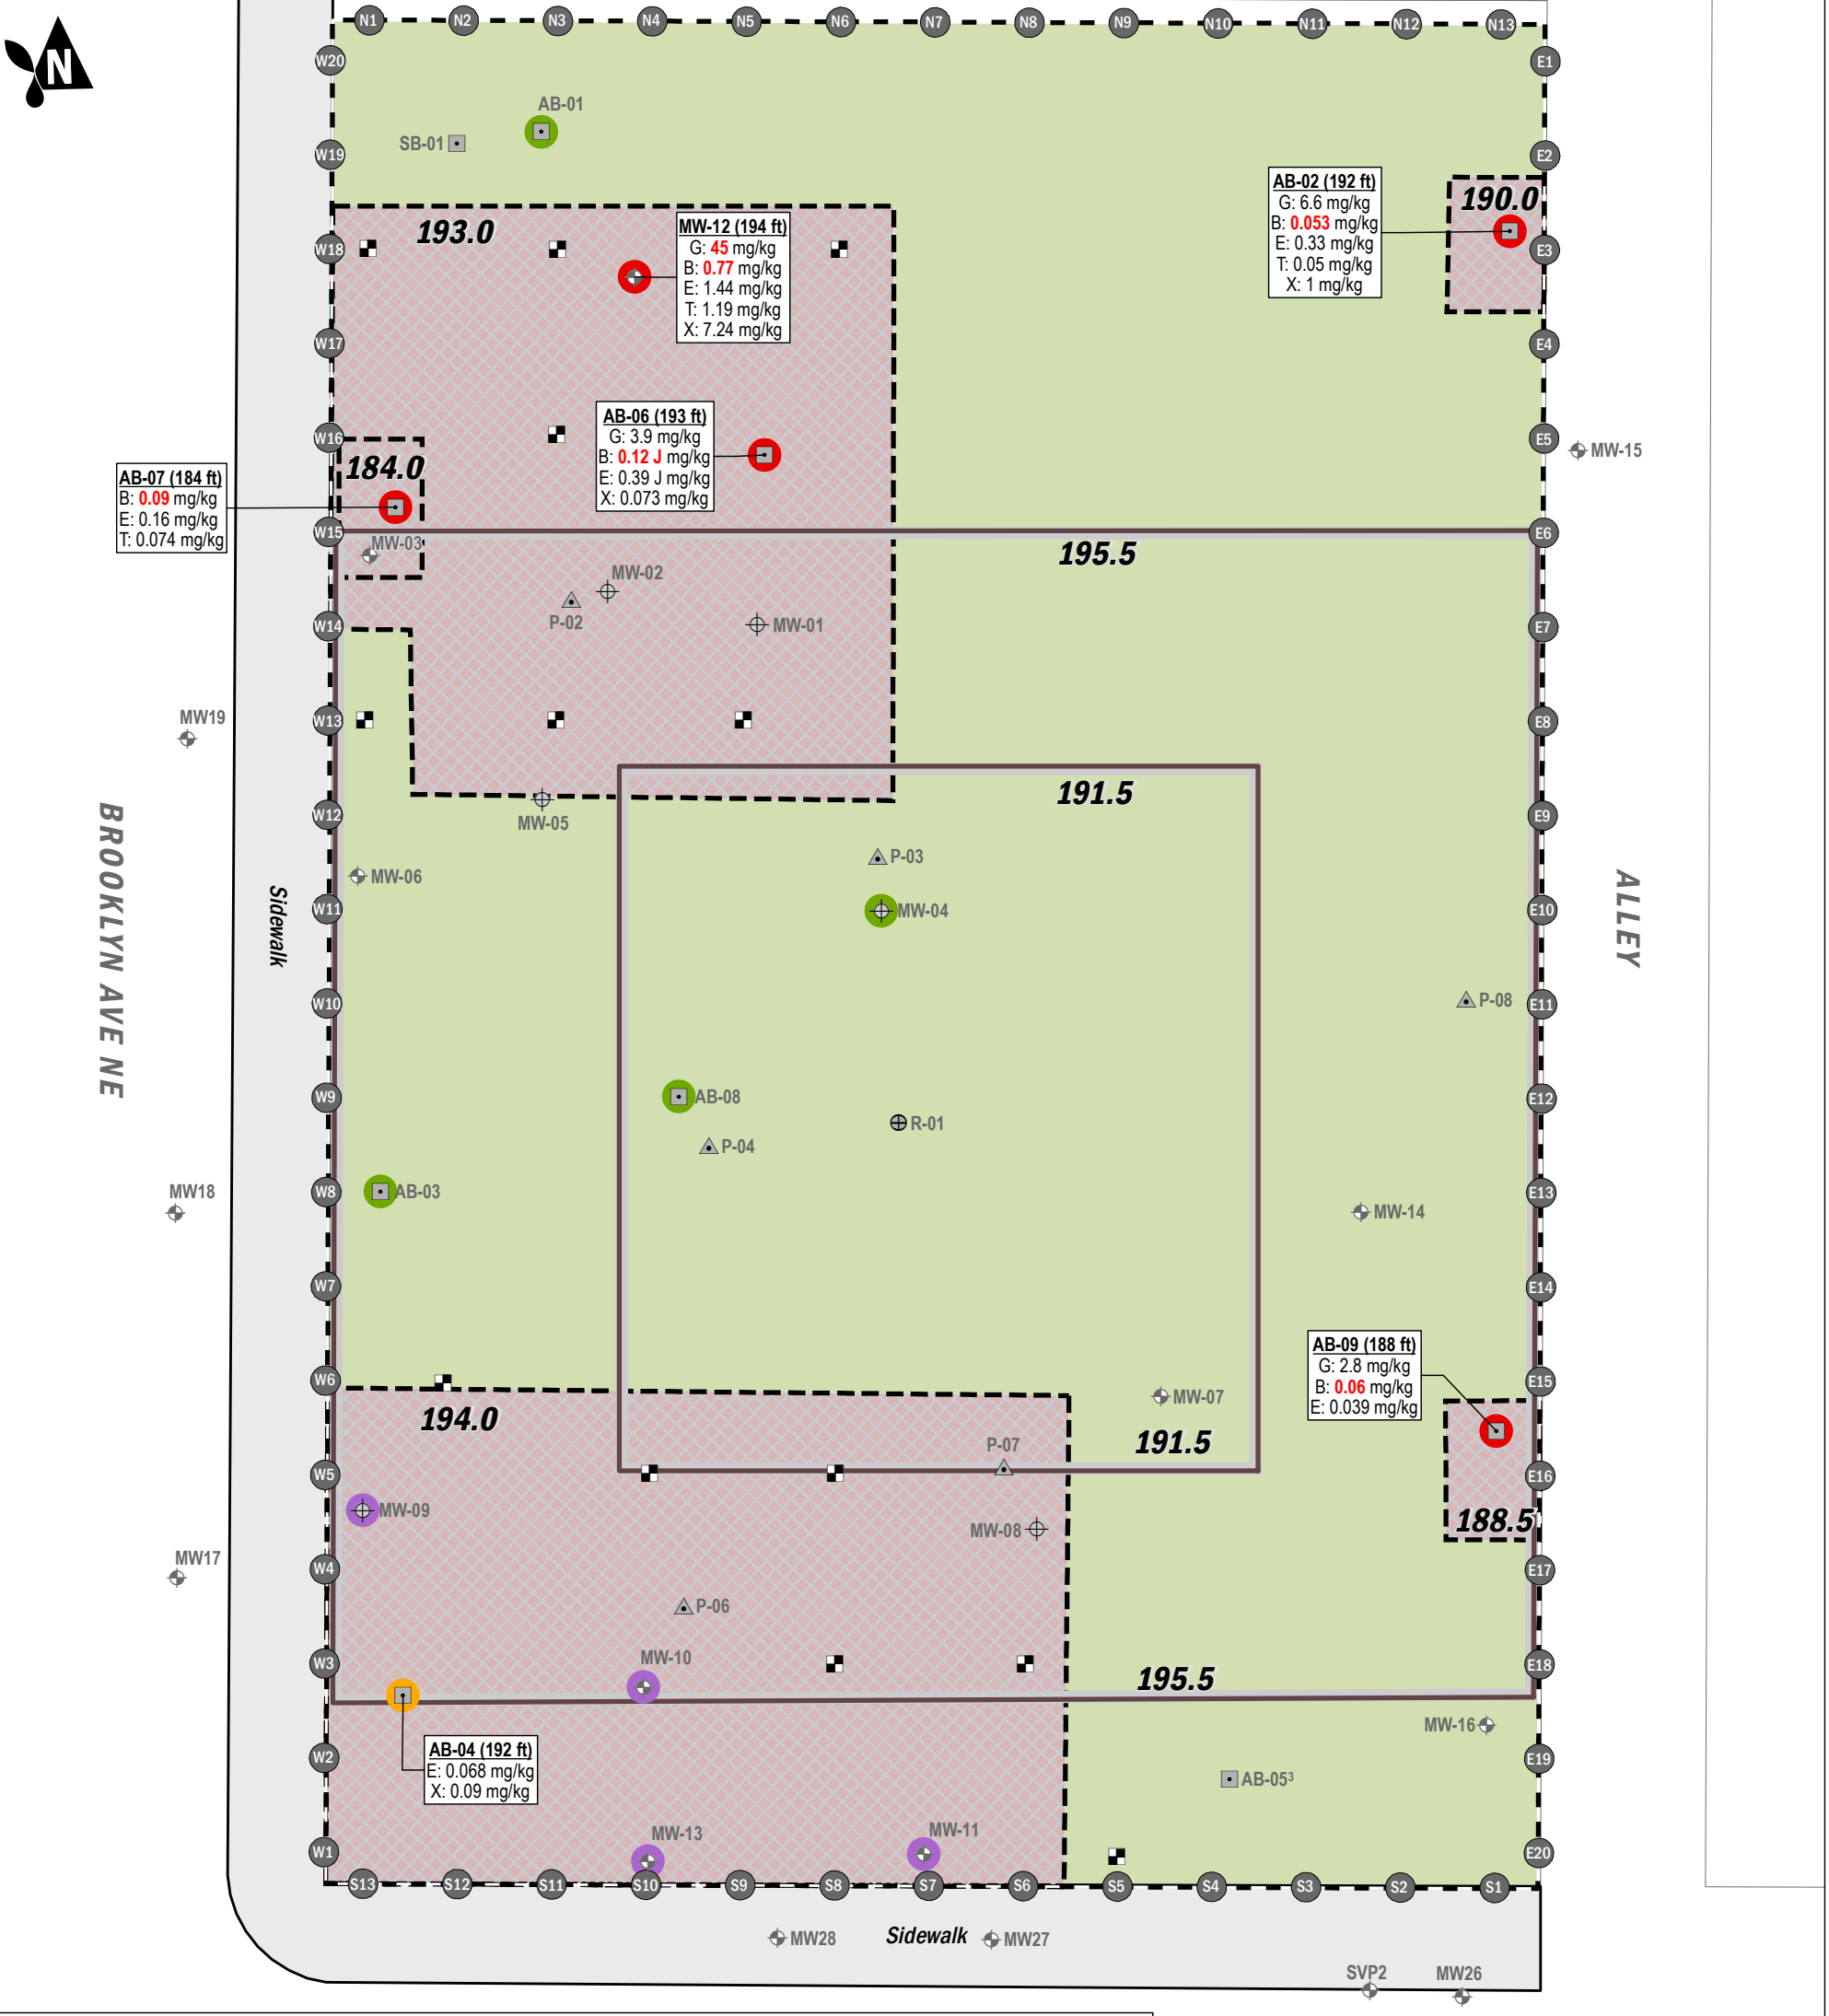 N
N1 N2 N3 N4 N5 N6 N7 N8 N9 N10 N11 N12 N13
W20
E1
AB-01
SB-01
W19
E2
AB-02 (192 ft)
G: 6.6 mg/kg
B: 0.053 mg/kg
E: 0.33 mg/kg
T: 0.05 mg/kg
X: 1 mg/kg
190.0
193.0
MW-12 (194 ft)
G: 45 mg/kg
B: 0.77 mg/kg
E: 1.44 mg/kg
T: 1.19 mg/kg
X: 7.24 mg/kg
W18
E3
W17
E4
AB-06 (193 ft)
G: 3.9 mg/kg
B: 0.12 J mg/kg
E: 0.39 J mg/kg
X: 0.073 mg/kg
W16
E5
MW-15
184.0
AB-07 (184 ft)
B: 0.09 mg/kg
E: 0.16 mg/kg
T: 0.074 mg/kg
W15
E6
MW-03
195.5
MW-02
P-02
MW-01
W14
E7
MW19
W13
E8
191.5
W12
E9
MW-05
P-03
MW-06
BROOKLYN AVE NE
Sidewalk
ALLEY
W11
MW-04
E10
W10
P-08
E11
W9
AB-08
E12
R-01
P-04
MW18
W8
AB-03
E13
MW-14
W7
E14
AB-09 (188 ft)
G: 2.8 mg/kg
B: 0.06 mg/kg
E: 0.039 mg/kg
W6
E15
MW-07
194.0
191.5
P-07
W5
E16
MW-09
188.5
MW-08
MW17
W4
E17
P-06
W3
MW-10
E18
195.5
MW-16
AB-04 (192 ft)
E: 0.068 mg/kg
X: 0.09 mg/kg
W2
E19
AB-05³
MW-13
MW-11
W1
E20
S13 S12 S11 S10 S9 S8 S7 S6 S5 S4 S3 S2 S1
MW28
Sidewalk
MW27
SVP2
MW26